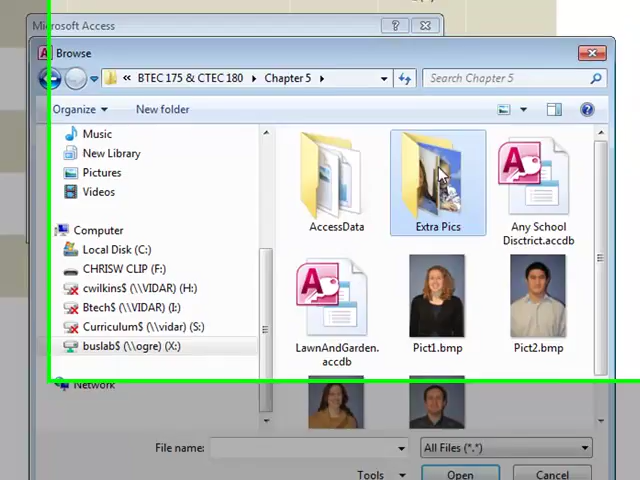 Microsoft Access
Browse
« BTEC 175 & CTEC 180 Chapter 5
Search Chapter 5
Organize New folder
Music
New Library
Pictures
Videos
Computer
Local Disk (C:)
CHRISW CLIP (F:)
cwilkins$ (\\VIDAR) (H:)
Btech$ (\\VIDAR) (I:)
Curriculum$ (\\vidar) (S:)
buslab$ (\\ogre) (X:)
Network
AccessData
Extra Pics
Any School
Disctrict.accdb
LawnAndGarden.
accdb
Pict1.bmp
Pict2.bmp
File name:
All Files (*.*)
Tools
Open
Cancel